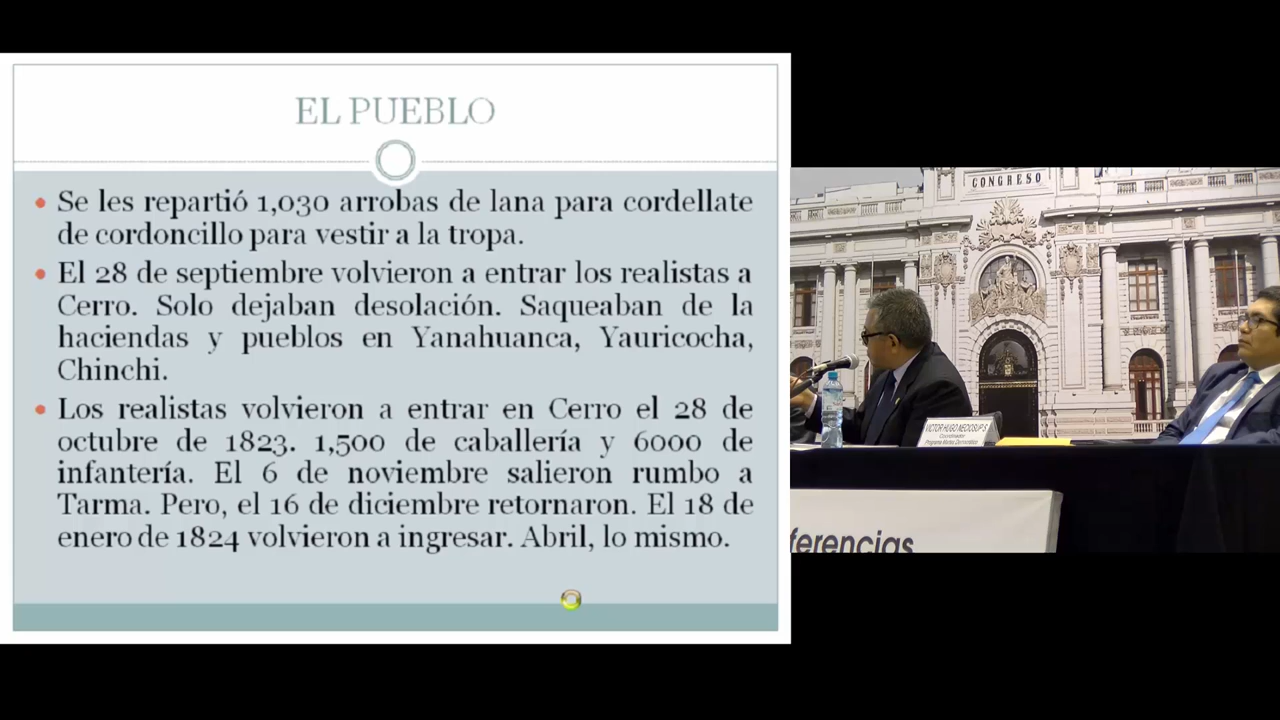 EL PUEBLO
• Se les repartió 1,030 arrobas de lana para cordellate
de cordoncillo para vestir a la tropa.
• El 28 de septiembre volvieron a entrar los realistas a
Cerro. Solo dejaban desolación. Saqueaban de la
haciendas y pueblos en Yanahuanca, Yauricocha,
Chinchi.
• Los realistas volvieron a entrar en Cerro el 28 de
octubre de 1823. 1,500 de caballería y 6000 de
infantería. El 6 de noviembre salieron rumbo a
Tarma. Pero, el 16 de diciembre retornaron. El 18 de
enero de 1824 volvieron a ingresar. Abril, lo mismo.
CONGRESO
VICTOR HUGO NECIOSUP S.
Coordinador
ferencias